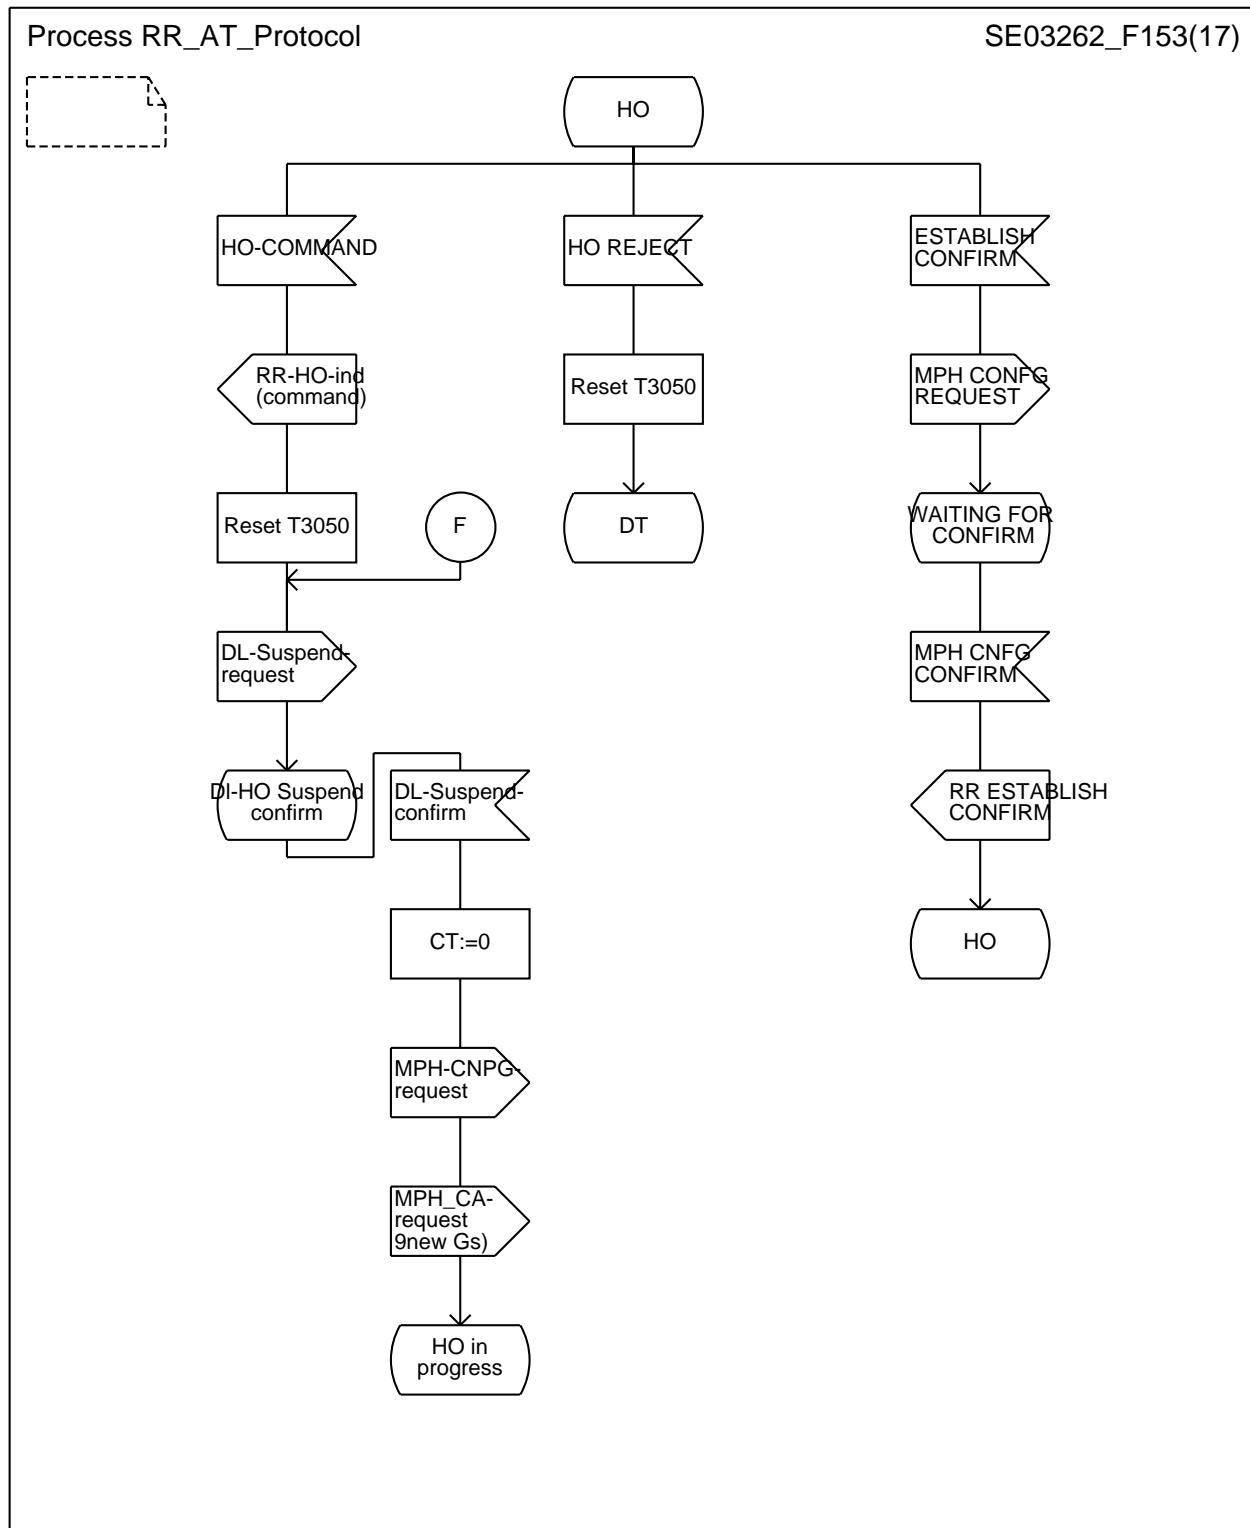 Process RR_AT_Protocol
SE03262_F153(17)
HO
HO-COMMAND
HO REJECT
ESTABLISH
CONFIRM
RR-HO-ind
(command)
Reset T3050
MPH CONFG
REQUEST
Reset T3050
F
DT
WAITING FOR
CONFIRM
DL-Suspend-
request
MPH CNFG
CONFIRM
Dl-HO Suspend
confirm
DL-Suspend-
confirm
RR ESTABLISH
CONFIRM
CT:=0
HO
MPH-CNPG-
request
MPH_CA-
request
9new Gs)
HO in
progress